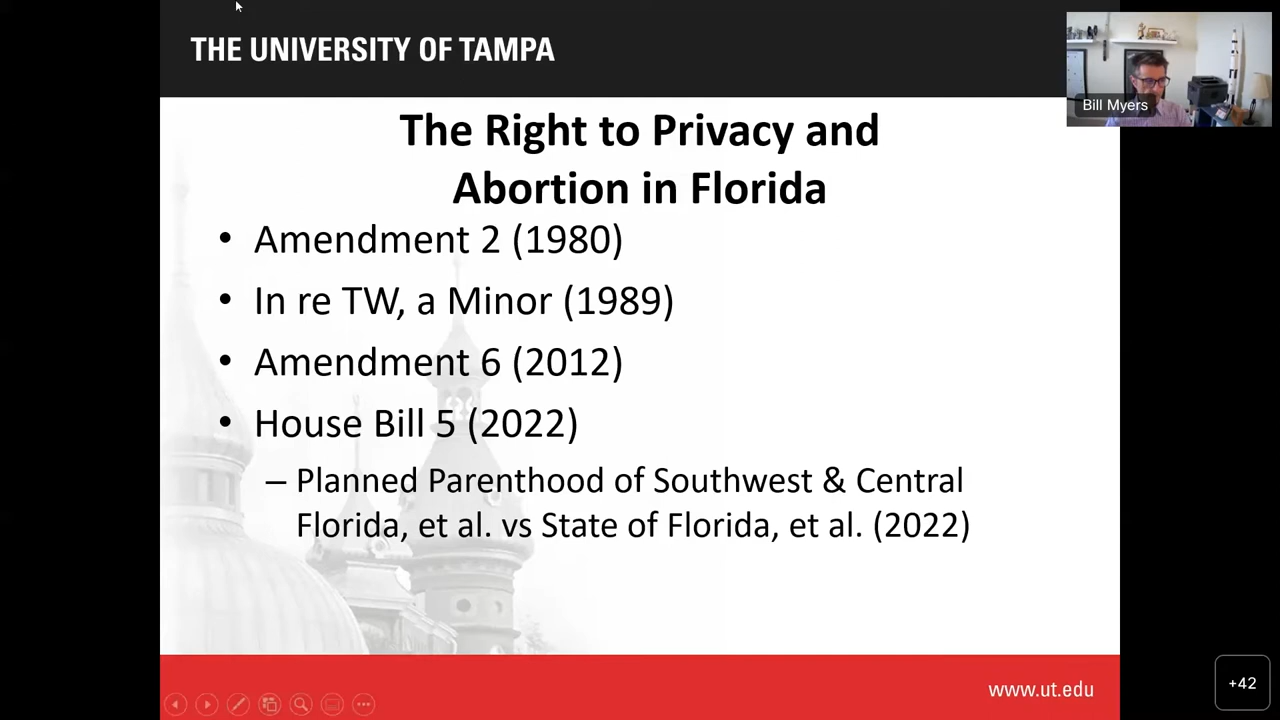 THE UNIVERSITY OF TAMPA
Bill Myers
The Right to Privacy and
Abortion in Florida
• Amendment 2 (1980)
• In re TW, a Minor (1989)
• Amendment 6 (2012)
• House Bill 5 (2022)
– Planned Parenthood of Southwest & Central
Florida, et al. vs State of Florida, et al. (2022)
www.ut.edu
+42